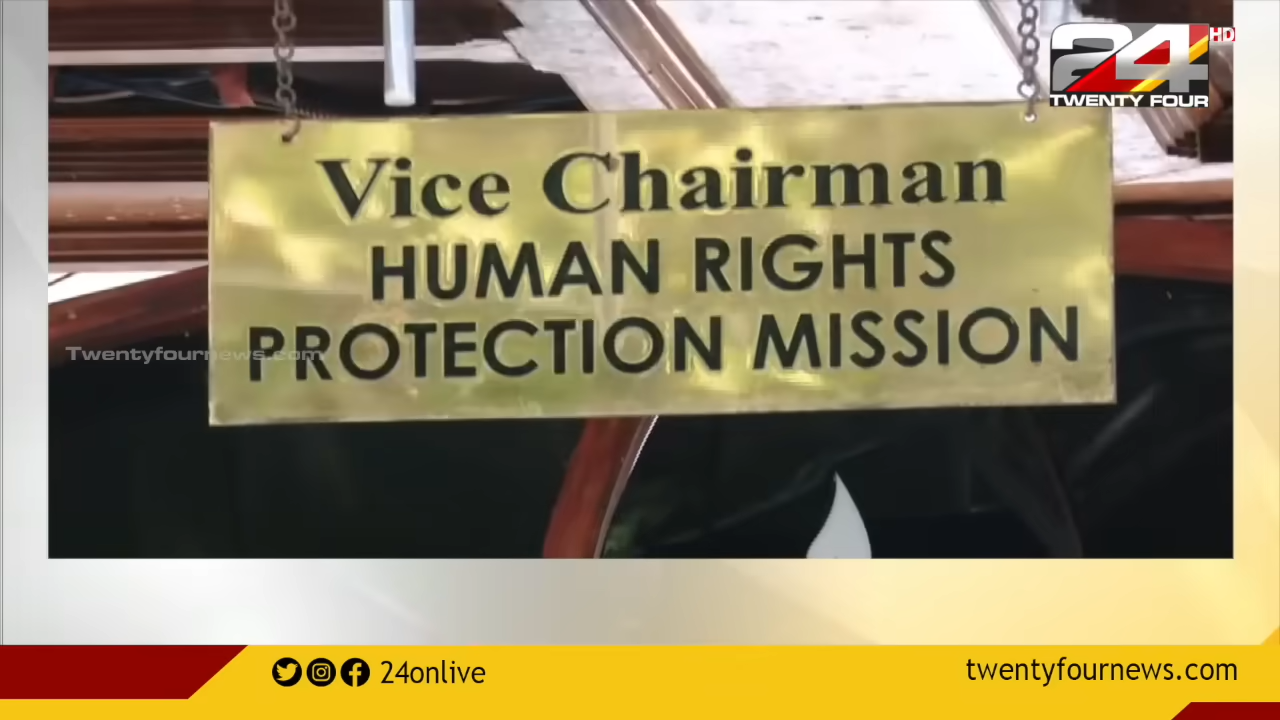 24 HD
TWENTY FOUR
Vice Chairman
HUMAN RIGHTS
PROTECTION MISSION
Twentyfournews.com
24onlive
twentyfournews.com